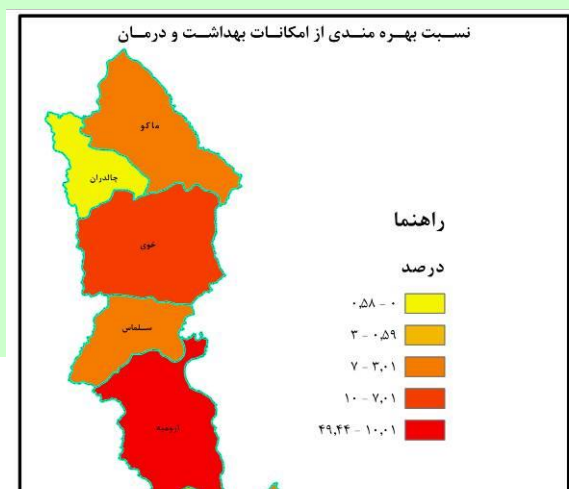 نسبت بهره مندی از امکانات بهداشت و درمان
ماکو
چالدران
خوی
سلماس
ارومیه
راهنما
درصد
۰ - ۰,۵۸
۰,۵۹ - ۳
۳,۰۱ - ۷
۷,۰۱ - ۱۰
۱۰,۰۱ - ۴۹,۴۴